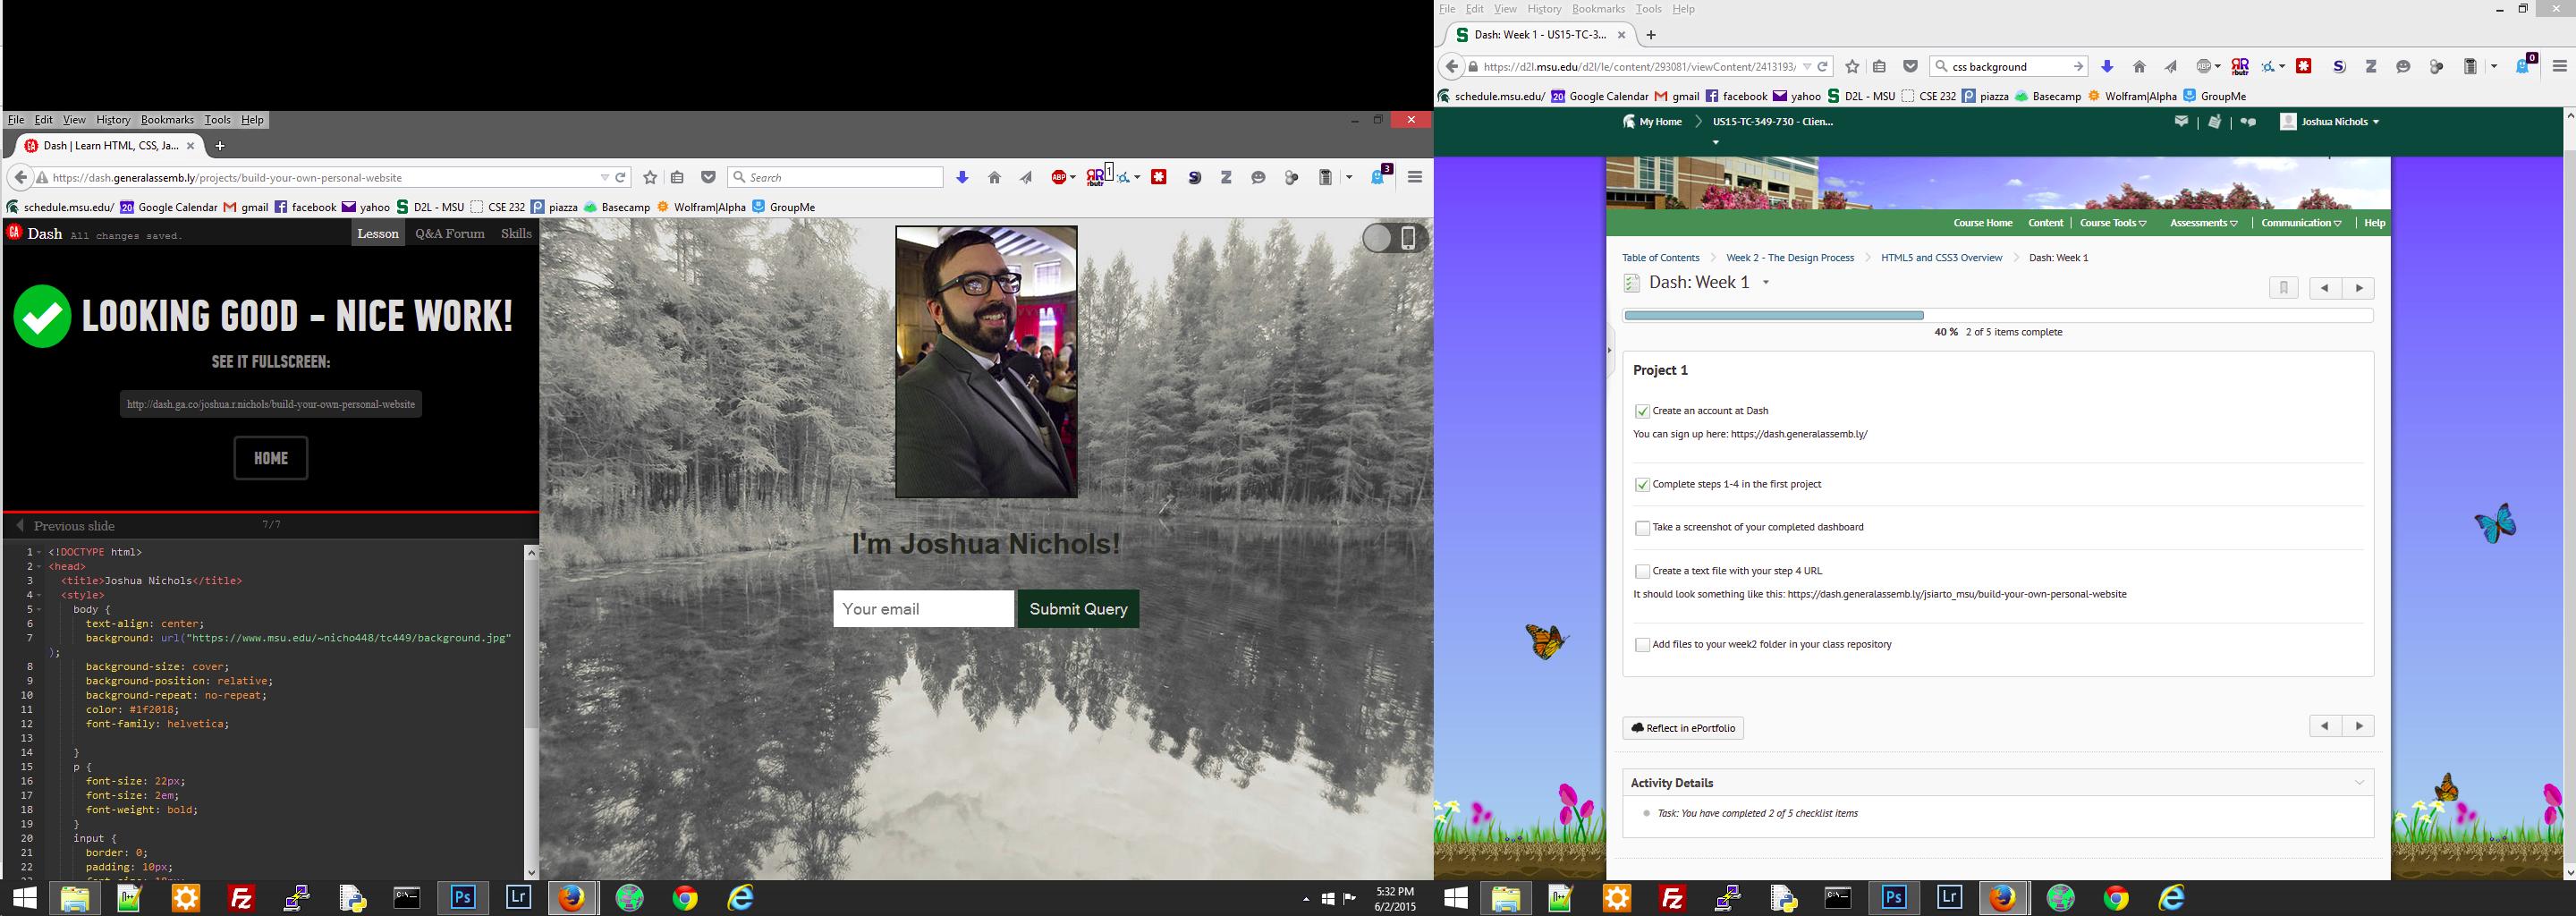 File Edit View History Bookmarks Tools Help
Dash | Learn HTML, CSS, Ja...
https://dash.generalassemb.ly/projects/build-your-own-personal-website
Search
ABP
rbutr
1
3
schedule.msu.edu/ Google Calendar gmail facebook yahoo D2L - MSU CSE 232 piazza Basecamp Wolfram|Alpha GroupMe
GA Dash All changes saved. Lesson Q&A Forum Skills
LOOKING GOOD - NICE WORK!
SEE IT FULLSCREEN:
http://dash.ga.co/joshua.r.nichols/build-your-own-personal-website
HOME
Previous slide 7/7
1 <!DOCTYPE html>
2 <head>
3 <title>Joshua Nichols</title>
4 <style>
5 body {
6 text-align: center;
7 background: url("https://www.msu.edu/~nicho448/tc449/background.jpg"
);
8 background-size: cover;
9 background-position: relative;
10 background-repeat: no-repeat;
11 color: #1f2018;
12 font-family: helvetica;
13
14 }
15 p {
16 font-size: 22px;
17 font-size: 2em;
18 font-weight: bold;
19 }
20 input {
21 border: 0;
22 padding: 10px;
I'm Joshua Nichols!
Your email Submit Query
Ps Lr
5:32 PM
6/2/2015
File Edit View History Bookmarks Tools Help
Dash: Week 1 - US15-TC-3...
https://d2l.msu.edu/d2l/le/content/293081/viewContent/2413193/
css background
ABP
rbutr
0
schedule.msu.edu/ Google Calendar gmail facebook yahoo D2L - MSU CSE 232 piazza Basecamp Wolfram|Alpha GroupMe
My Home US15-TC-349-730 - Clien... Joshua Nichols
Course Home Content Course Tools Assessments Communication Help
Table of Contents Week 2 - The Design Process HTML5 and CSS3 Overview Dash: Week 1
Dash: Week 1
40 % 2 of 5 items complete
Project 1
Create an account at Dash
You can sign up here: https://dash.generalassemb.ly/
Complete steps 1-4 in the first project
Take a screenshot of your completed dashboard
Create a text file with your step 4 URL
It should look something like this: https://dash.generalassemb.ly/jsiarto_msu/build-your-own-personal-website
Add files to your week2 folder in your class repository
Reflect in ePortfolio
Activity Details
Task: You have completed 2 of 5 checklist items
Ps Lr